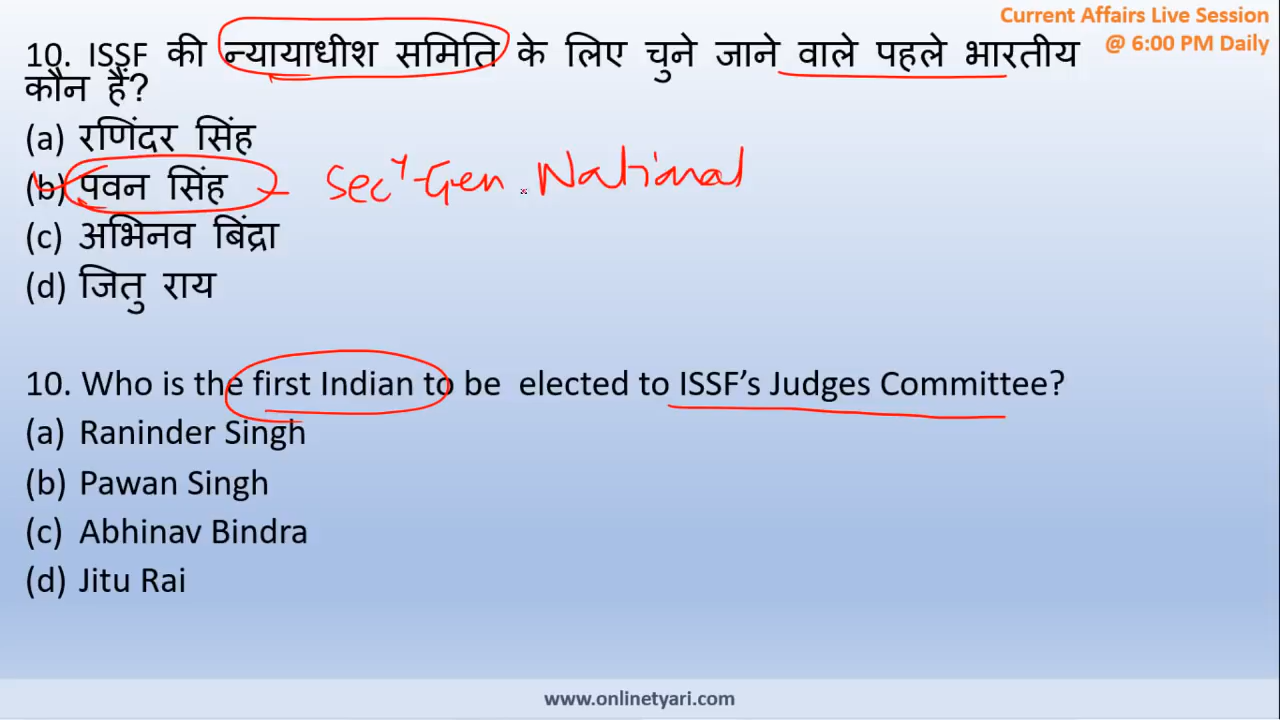 Current Affairs Live Session
@ 6:00 PM Daily
10. ISSF की न्यायाधीश समिति के लिए चुने जाने वाले पहले भारतीय
कौन हैं?
(a) रणिंदर सिंह
(b) पवन सिंह - Secy Gen. National
(c) अभिनव बिंद्रा
(d) जितु राय
10. Who is the first Indian to be elected to ISSF’s Judges Committee?
(a) Raninder Singh
(b) Pawan Singh
(c) Abhinav Bindra
(d) Jitu Rai
www.onlinetyari.com